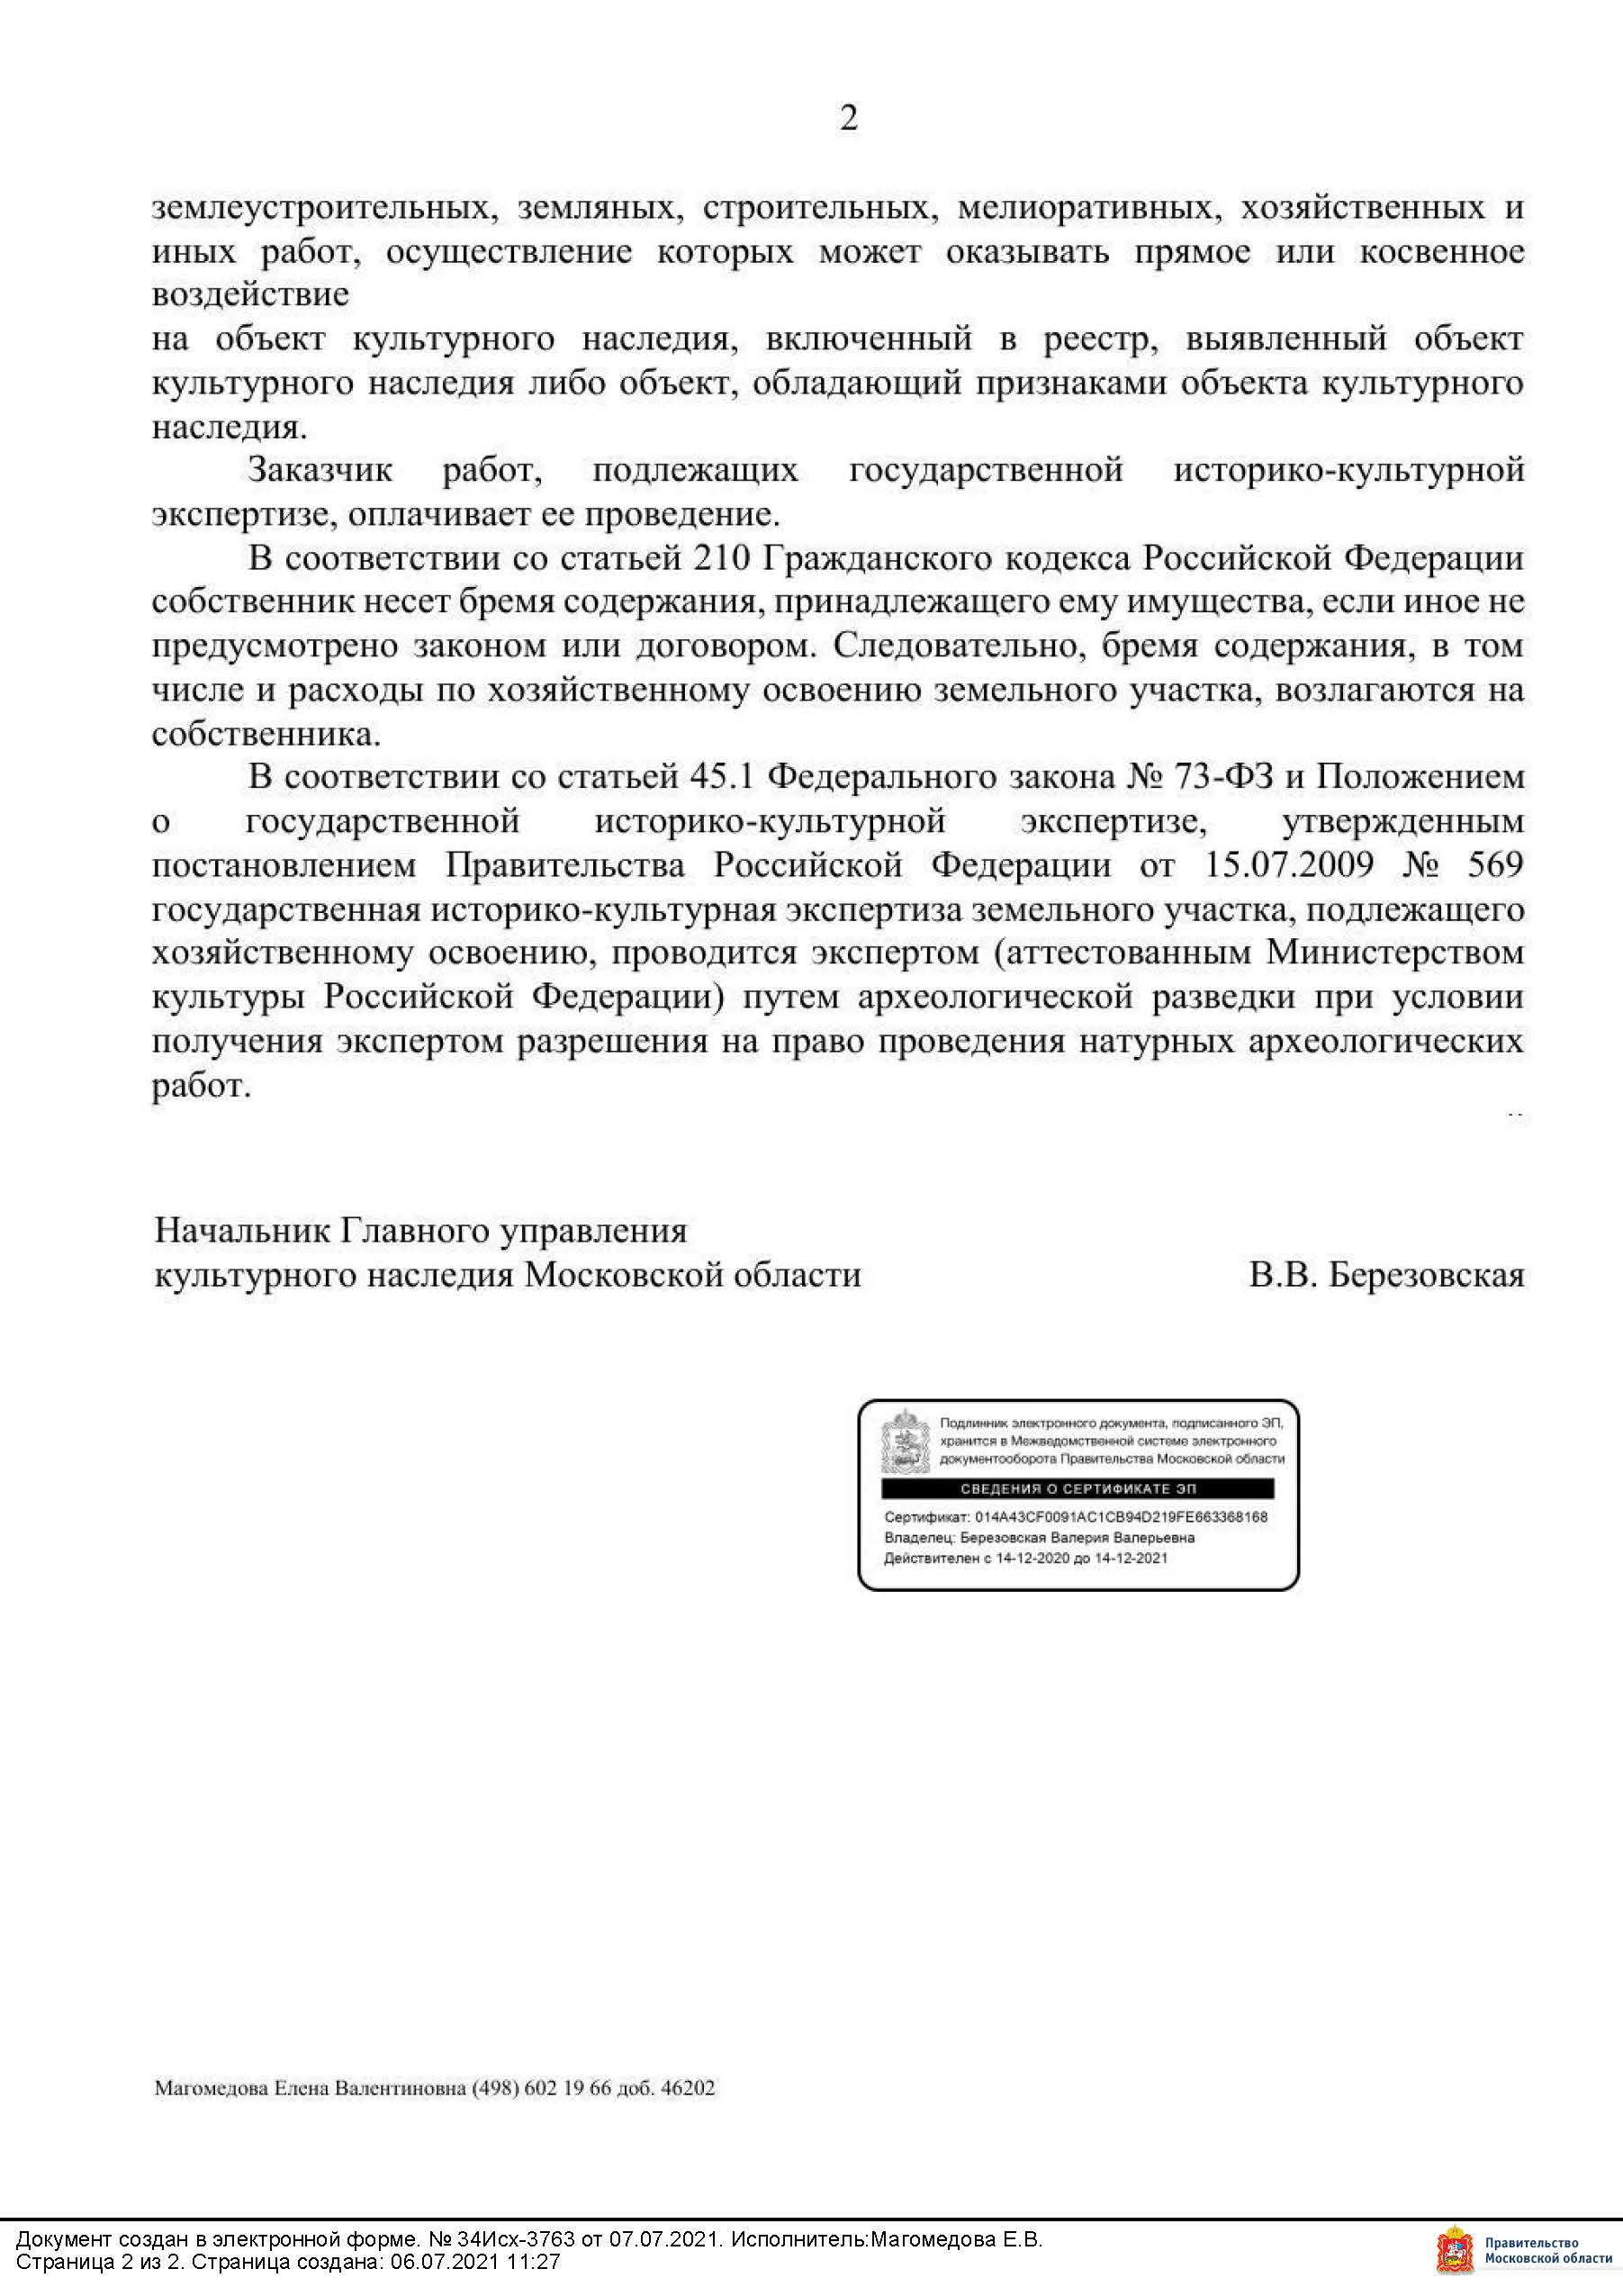 2
землеустроительных, земляных, строительных, мелиоративных, хозяйственных и
иных работ, осуществление которых может оказывать прямое или косвенное
воздействие
на объект культурного наследия, включенный в реестр, выявленный объект
культурного наследия либо объект, обладающий признаками объекта культурного
наследия.
Заказчик работ, подлежащих государственной историко-культурной
экспертизе, оплачивает ее проведение.
В соответствии со статьей 210 Гражданского кодекса Российской Федерации
собственник несет бремя содержания, принадлежащего ему имущества, если иное не
предусмотрено законом или договором. Следовательно, бремя содержания, в том
числе и расходы по хозяйственному освоению земельного участка, возлагаются на
собственника.
В соответствии со статьей 45.1 Федерального закона № 73-ФЗ и Положением
о государственной историко-культурной экспертизе, утвержденным
постановлением Правительства Российской Федерации от 15.07.2009 № 569
государственная историко-культурная экспертиза земельного участка, подлежащего
хозяйственному освоению, проводится экспертом (аттестованным Министерством
культуры Российской Федерации) путем археологической разведки при условии
получения экспертом разрешения на право проведения натурных археологических
работ.
Начальник Главного управления
культурного наследия Московской области В.В. Березовская
Подлинник электронного документа, подписанного ЭП,
хранится в Межведомственной системе электронного
документооборота Правительства Московской области
СВЕДЕНИЯ О СЕРТИФИКАТЕ ЭП
Сертификат: 014A43CF0091AC1CB94D219FE663368168
Владелец: Березовская Валерия Валерьевна
Действителен с 14-12-2020 до 14-12-2021
Магомедова Елена Валентиновна (498) 602 19 66 доб. 46202
Документ создан в электронной форме. № 34Исх-3763 от 07.07.2021. Исполнитель:Магомедова Е.В.
Страница 2 из 2. Страница создана: 06.07.2021 11:27
Правительство
Московской области